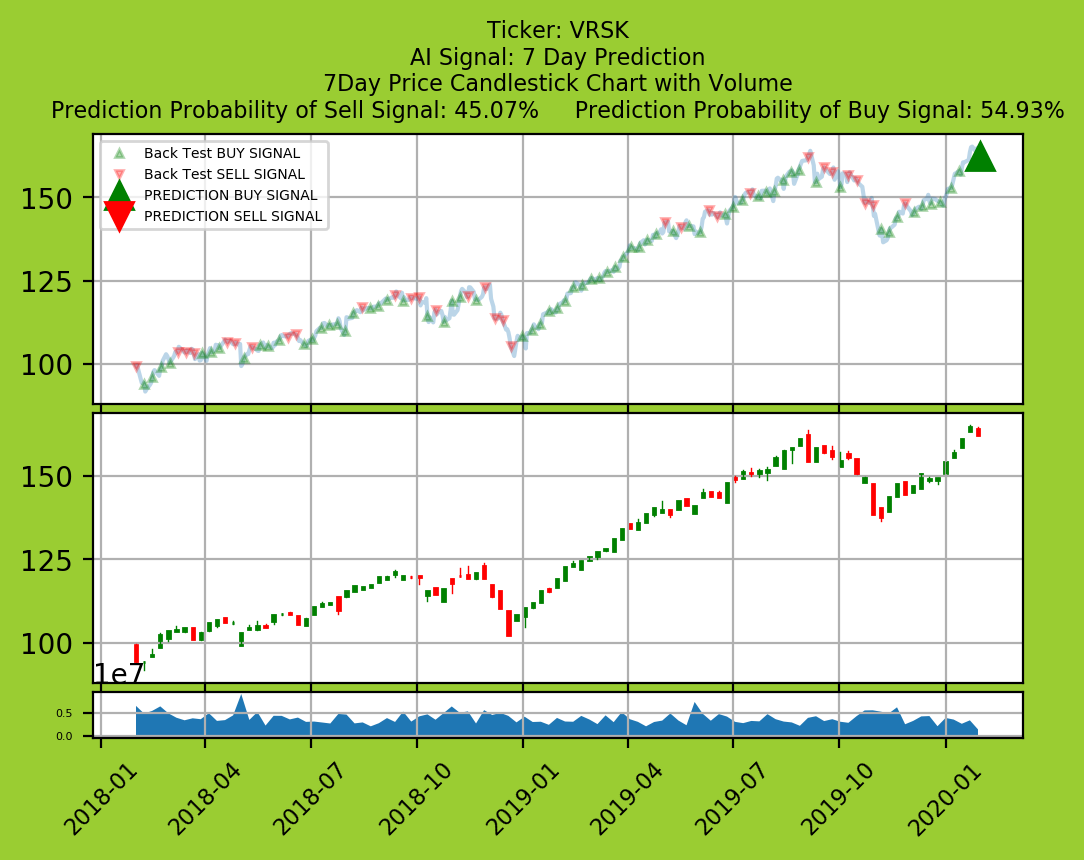 Ticker: VRSK
AI Signal: 7 Day Prediction
7Day Price Candlestick Chart with Volume
Prediction Probability of Sell Signal: 45.07%     Prediction Probability of Buy Signal: 54.93%
Back Test BUY SIGNAL
Back Test SELL SIGNAL
PREDICTION BUY SIGNAL
PREDICTION SELL SIGNAL
150
125
100
150
125
100
1e7
0.5
0.0
2018-01 2018-04 2018-07 2018-10 2019-01 2019-04 2019-07 2019-10 2020-01